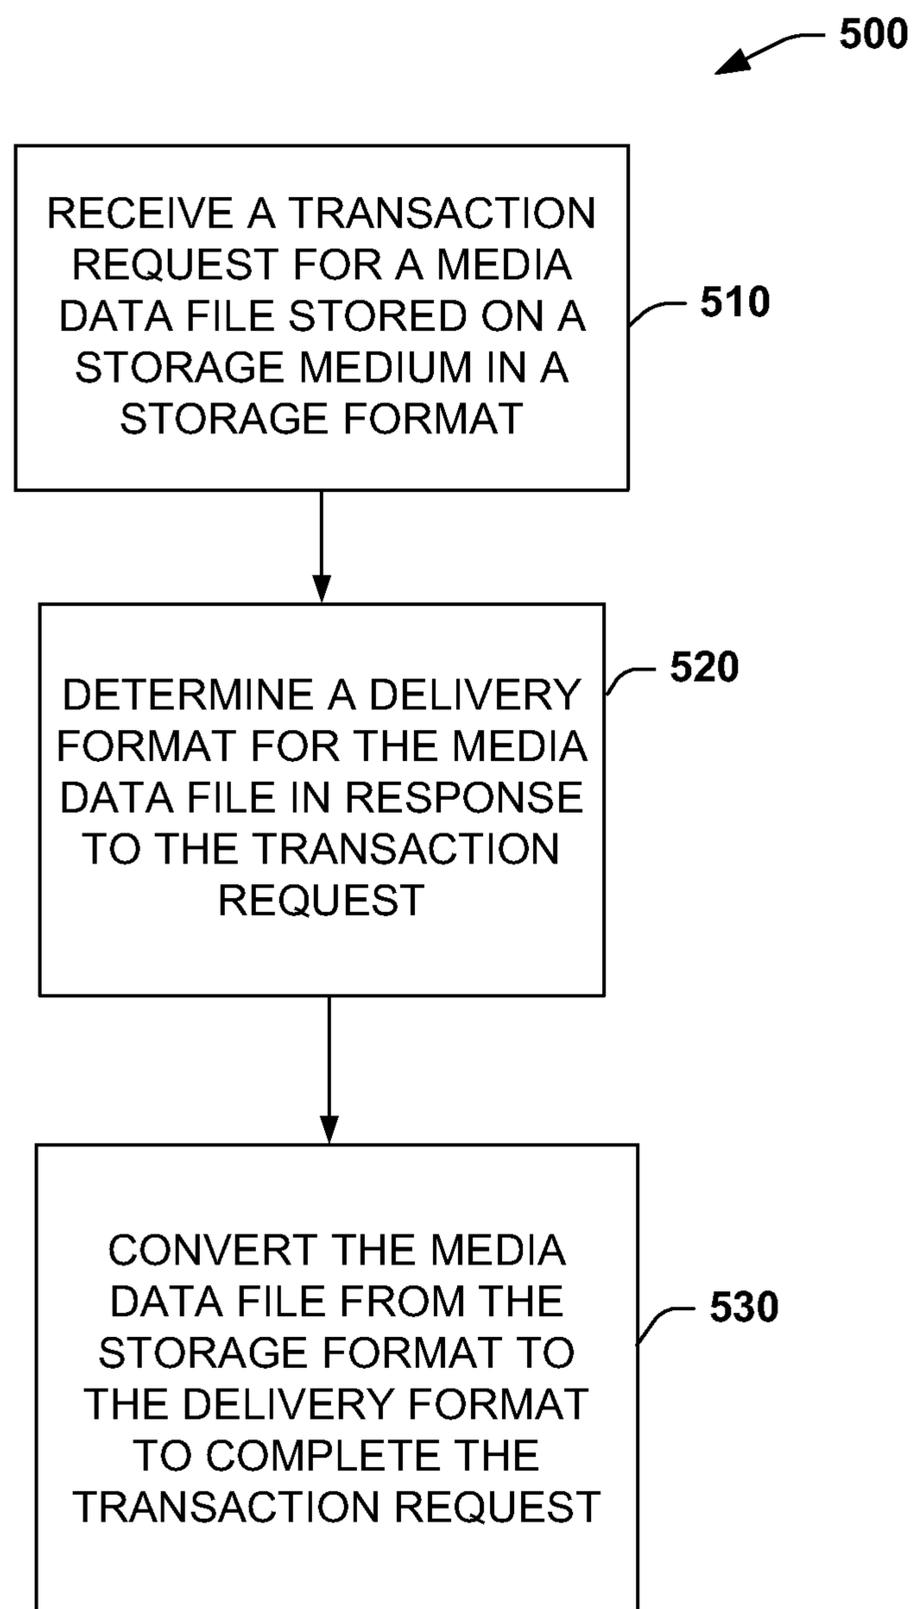 500
RECEIVE A TRANSACTION
REQUEST FOR A MEDIA
DATA FILE STORED ON A
STORAGE MEDIUM IN A
STORAGE FORMAT
510
DETERMINE A DELIVERY
FORMAT FOR THE MEDIA
DATA FILE IN RESPONSE
TO THE TRANSACTION
REQUEST
520
CONVERT THE MEDIA
DATA FILE FROM THE
STORAGE FORMAT TO
THE DELIVERY FORMAT
TO COMPLETE THE
TRANSACTION REQUEST
530